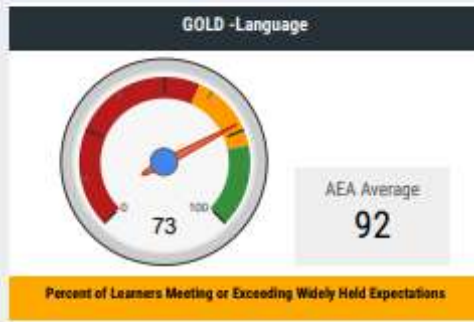 GOLD -Language
0
100
73
AEA Average
92
Percent of Learners Meeting or Exceeding Widely Held Expectations